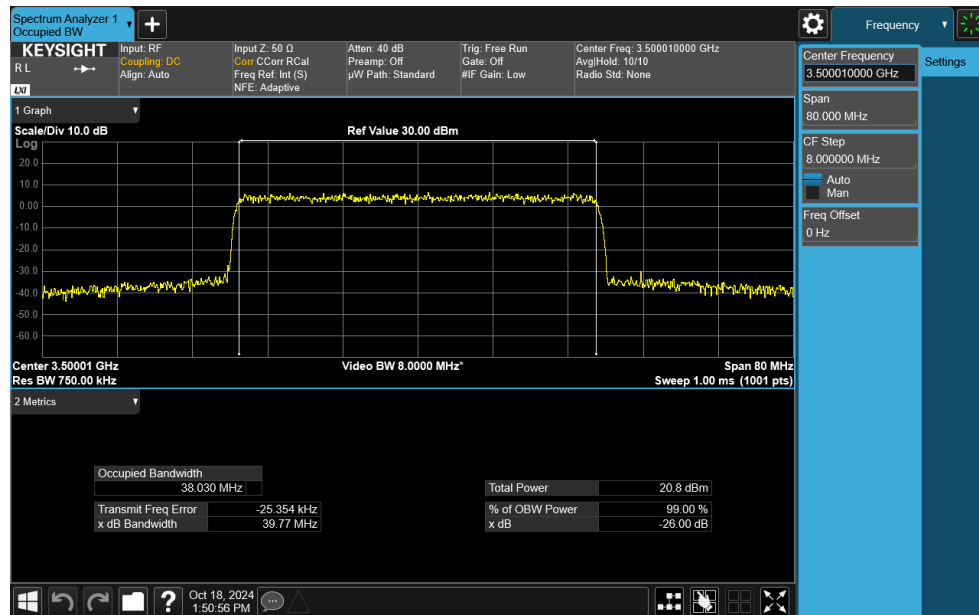 Spectrum Analyzer 1
Occupied BW
Frequency
KEYSIGHT
R L
LXI
Input: RF
Coupling: DC
Align: Auto
Input Z: 50 Ω
Corr CCorr RCal
Freq Ref: Int (S)
NFE: Adaptive
Atten: 40 dB
Preamp: Off
µW Path: Standard
Trig: Free Run
Gate: Off
#IF Gain: Low
Center Freq: 3.500010000 GHz
Avg|Hold: 10/10
Radio Std: None
Center Frequency
3.500010000 GHz
Settings
Span
80.000 MHz
CF Step
8.000000 MHz
Auto
Man
Freq Offset
0 Hz
1 Graph
Scale/Div 10.0 dB
Ref Value 30.00 dBm
Log
20.0
10.0
0.00
-10.0
-20.0
-30.0
-40.0
-50.0
-60.0
Center 3.50001 GHz
Video BW 8.0000 MHz*
Span 80 MHz
Res BW 750.00 kHz
Sweep 1.00 ms (1001 pts)
2 Metrics
Occupied Bandwidth
38.030 MHz
Total Power 20.8 dBm
Transmit Freq Error -25.354 kHz
% of OBW Power 99.00 %
x dB Bandwidth 39.77 MHz
x dB -26.00 dB
?
Oct 18, 2024
1:50:56 PM